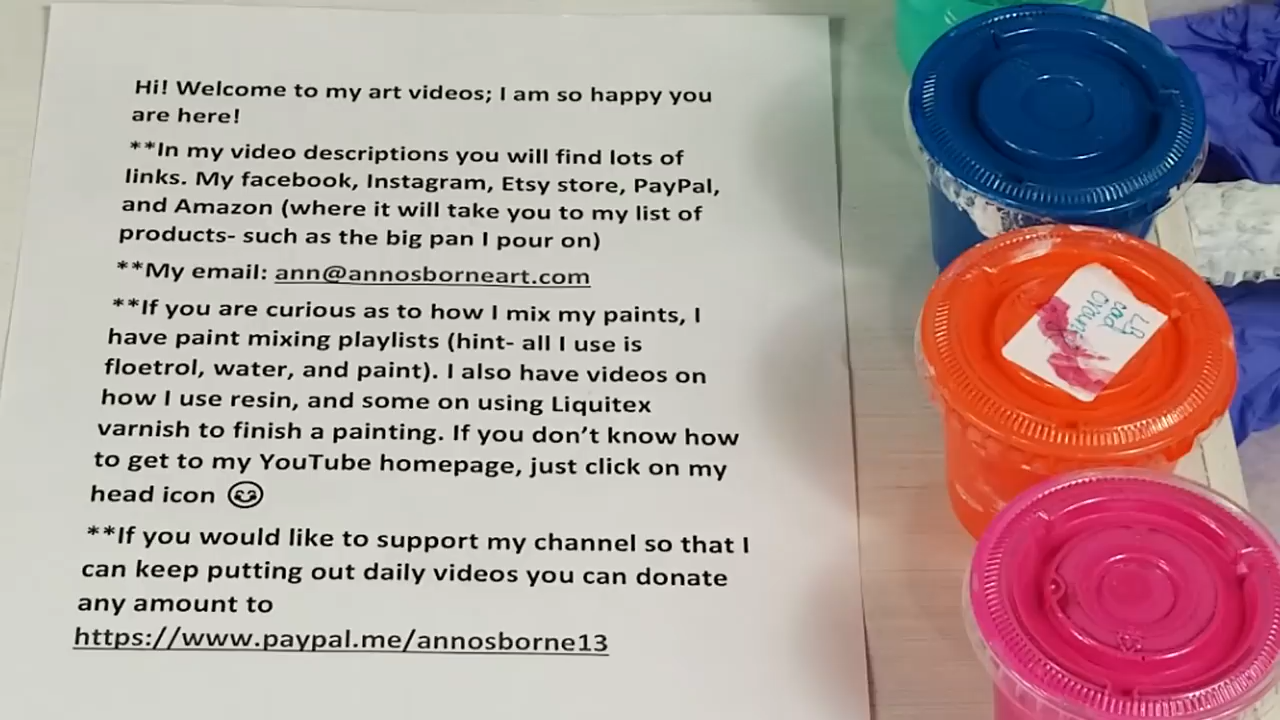 Hi! Welcome to my art videos; I am so happy you
are here!
**In my video descriptions you will find lots of
links. My facebook, Instagram, Etsy store, PayPal,
and Amazon (where it will take you to my list of
products- such as the big pan I pour on)
**My email: ann@annosborneart.com
**If you are curious as to how I mix my paints, I
have paint mixing playlists (hint- all I use is
floetrol, water, and paint). I also have videos on
how I use resin, and some on using Liquitex
varnish to finish a painting. If you don’t know how
to get to my YouTube homepage, just click on my
head icon ☺
**If you would like to support my channel so that I
can keep putting out daily videos you can donate
any amount to
https://www.paypal.me/annosborne13
cad
orange